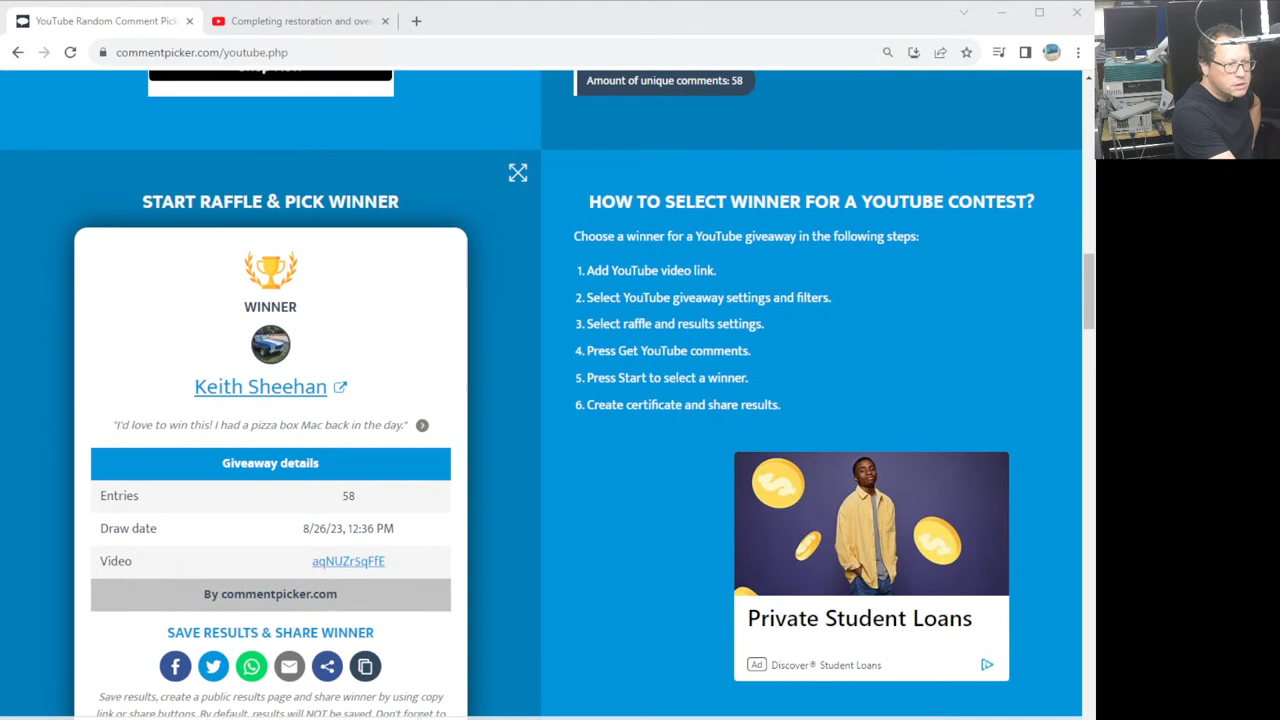 YouTube Random Comment Pick
Completing restoration and over
commentpicker.com/youtube.php
Amount of unique comments: 58
START RAFFLE & PICK WINNER
WINNER
Keith Sheehan
"I'd love to win this! I had a pizza box Mac back in the day."
Giveaway details
Entries 58
Draw date 8/26/23, 12:36 PM
Video aqNUZr5qFfE
By commentpicker.com
SAVE RESULTS & SHARE WINNER
Save results, create a public results page and share winner by using copy
link or share buttons. By default, results will NOT be saved. Don't forget to
HOW TO SELECT WINNER FOR A YOUTUBE CONTEST?
Choose a winner for a YouTube giveaway in the following steps:
1. Add YouTube video link.
2. Select YouTube giveaway settings and filters.
3. Select raffle and results settings.
4. Press Get YouTube comments.
5. Press Start to select a winner.
6. Create certificate and share results.
Private Student Loans
Ad Discover® Student Loans